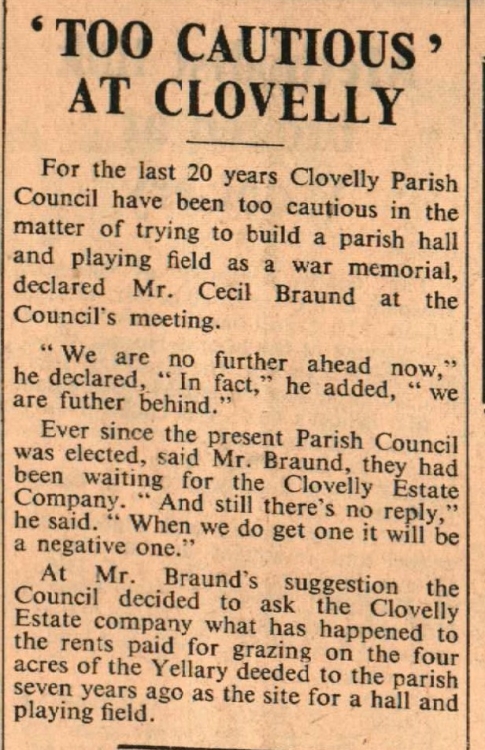 ‘TOO CAUTIOUS’
AT CLOVELLY
For the last 20 years Clovelly Parish
Council have been too cautious in the
matter of trying to build a parish hall
and playing field as a war memorial,
declared Mr. Cecil Braund at the
Council's meeting.
“ We are no further ahead now,”
he declared, “ In fact,” he added, “ we
are futher behind.”
Ever since the present Parish Council
was elected, said Mr. Braund, they had
been waiting for the Clovelly Estate
Company. “ And still there's no reply,”
he said. “ When we do get one it will be
a negative one.”
At Mr. Braund's suggestion the
Council decided to ask the Clovelly
Estate company what has happened to
the rents paid for grazing on the four
acres of the Yellary deeded to the parish
seven years ago as the site for a hall and
playing field.